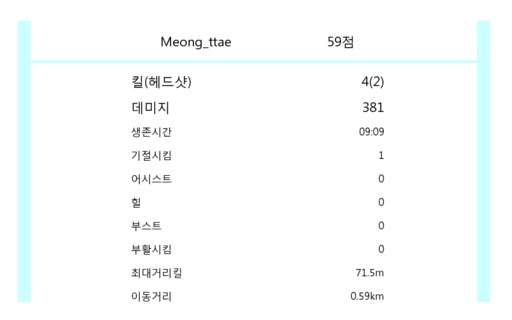 Meong_ttae 59점
킬(헤드샷) 4(2)
데미지 381
생존시간 09:09
기절시킴 1
어시스트 0
힐 0
부스트 0
부활시킴 0
최대거리킬 71.5m
이동거리 0.59km